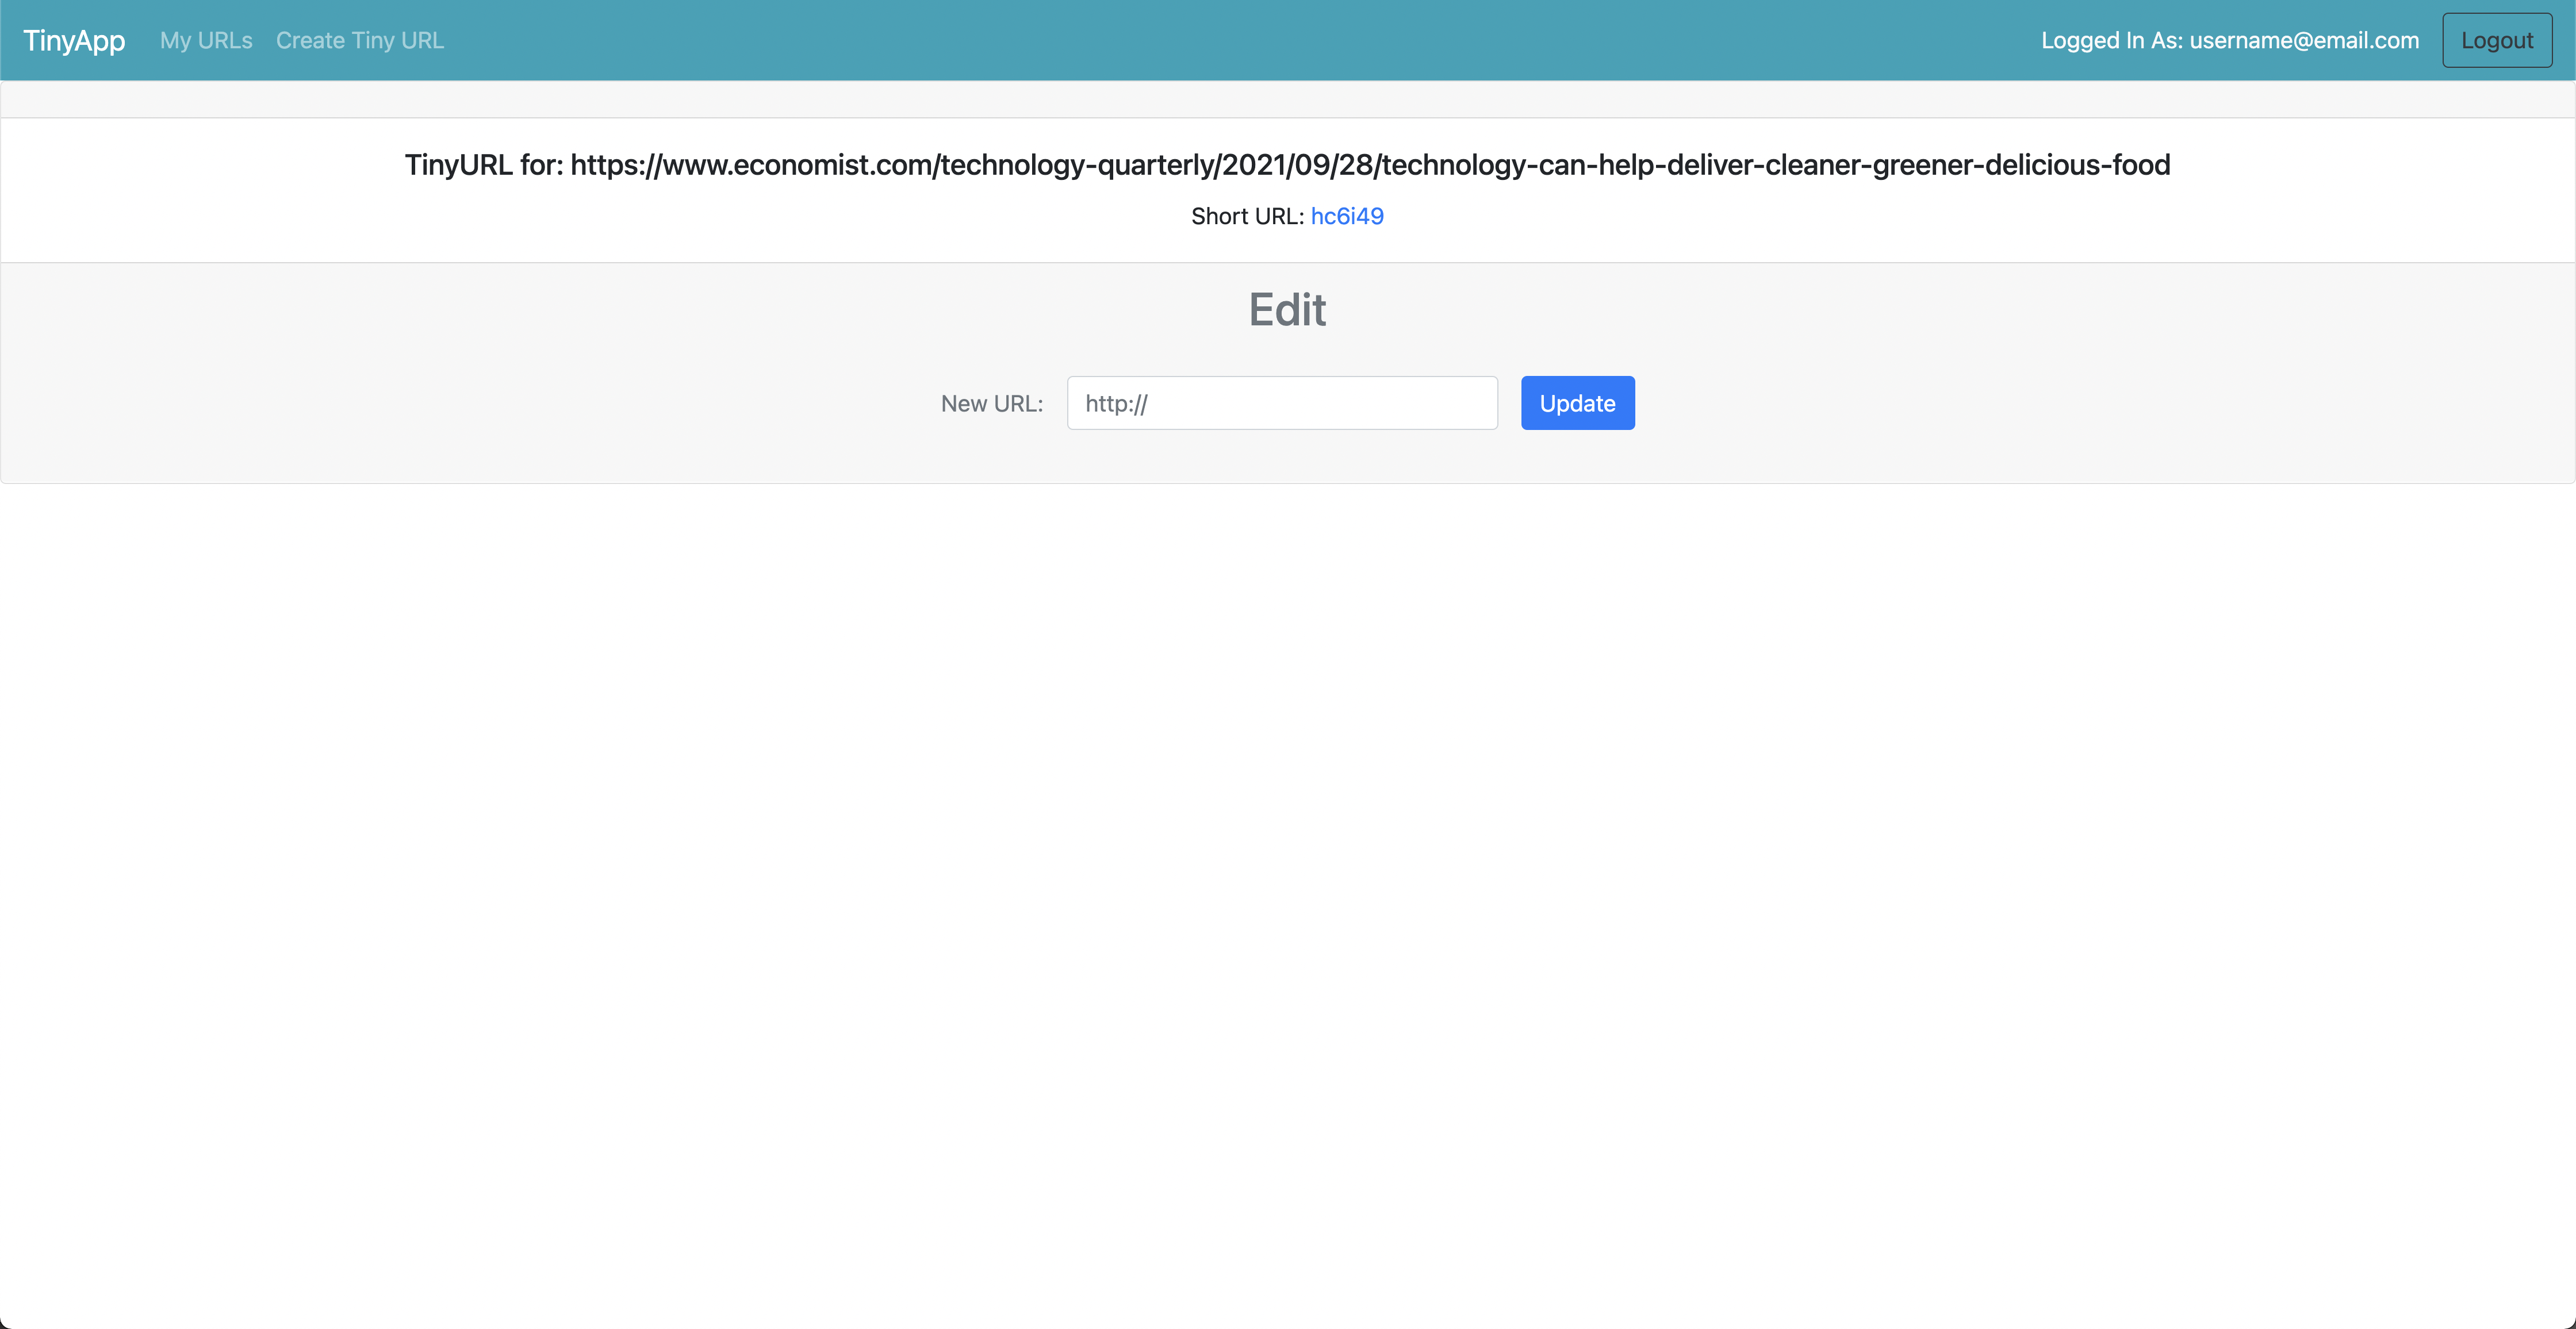 TinyApp My URLs Create Tiny URL Logged In As: username@email.com Logout
TinyURL for: https://www.economist.com/technology-quarterly/2021/09/28/technology-can-help-deliver-cleaner-greener-delicious-food
Short URL: hc6i49
Edit
New URL: http:// Update